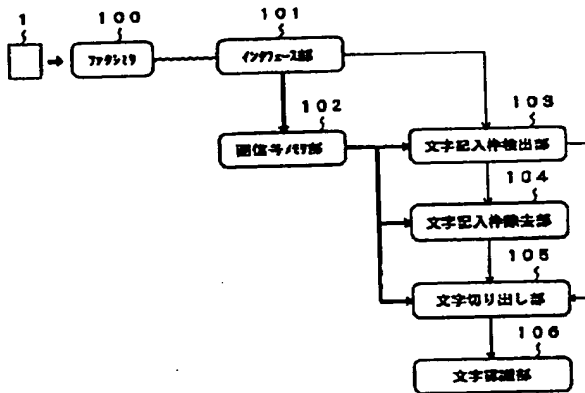 1
100
101
ファクシミリ
インタフェース部
102
103
画信号メモリ部
文字記入枠検出部
104
文字記入枠除去部
105
文字切り出し部
106
文字認識部